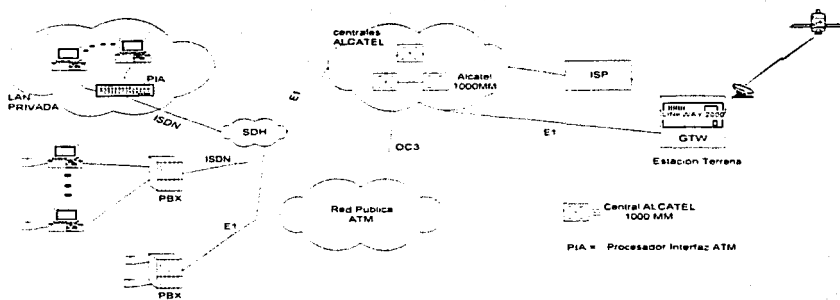 centrales
ALCATEL
Alcatel
1000MM
PIA
LAN
PRIVADA
ISDN
E1
SDH
ISP
E1
GTW
Estacion Terrena
ISDN
PBX
OC3
Red Publica
ATM
E1
PBX
Central ALCATEL
1000 MM
PIA = Procesador Interfaz ATM